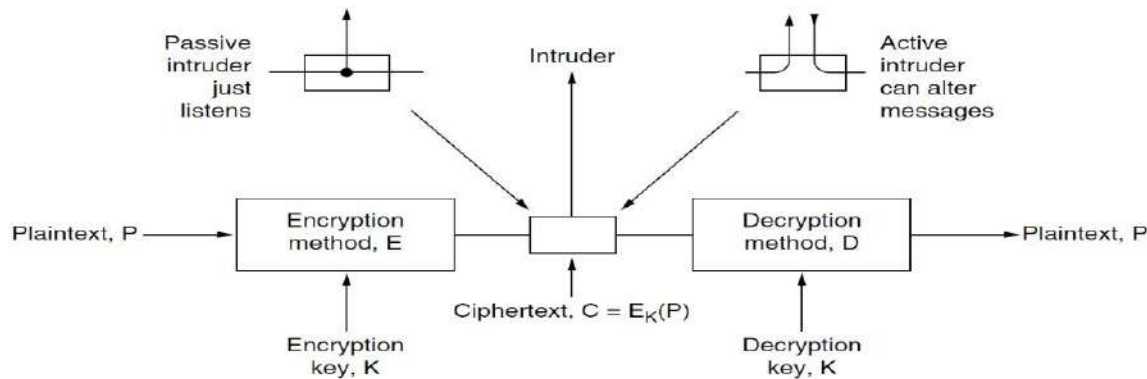 Passive
intruder
just
listens
Intruder
Active
intruder
can alter
messages
Plaintext, P
Encryption
method, E
Decryption
method, D
Plaintext, P
Ciphertext, C = E_K(P)
Encryption
key, K
Decryption
key, K